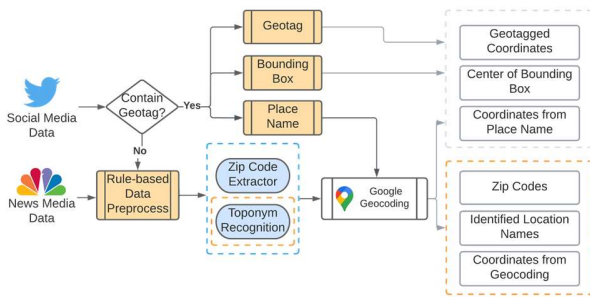 Geotag
Bounding
Box
Place
Name
Social Media
Data
Contain
Geotag?
Yes
No
News Media
Data
Rule-based
Data
Preprocess
Zip Code
Extractor
Toponym
Recognition
Google
Geocoding
Geotagged
Coordinates
Center of Bounding
Box
Coordinates from
Place Name
Zip Codes
Identified Location
Names
Coordinates from
Geocoding